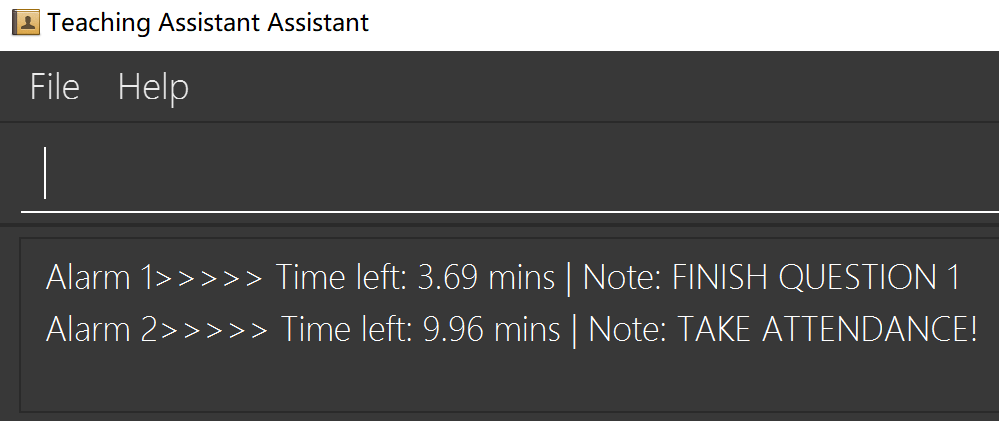 Teaching Assistant Assistant
File Help
Alarm 1>>>>> Time left: 3.69 mins | Note: FINISH QUESTION 1
Alarm 2>>>>> Time left: 9.96 mins | Note: TAKE ATTENDANCE!